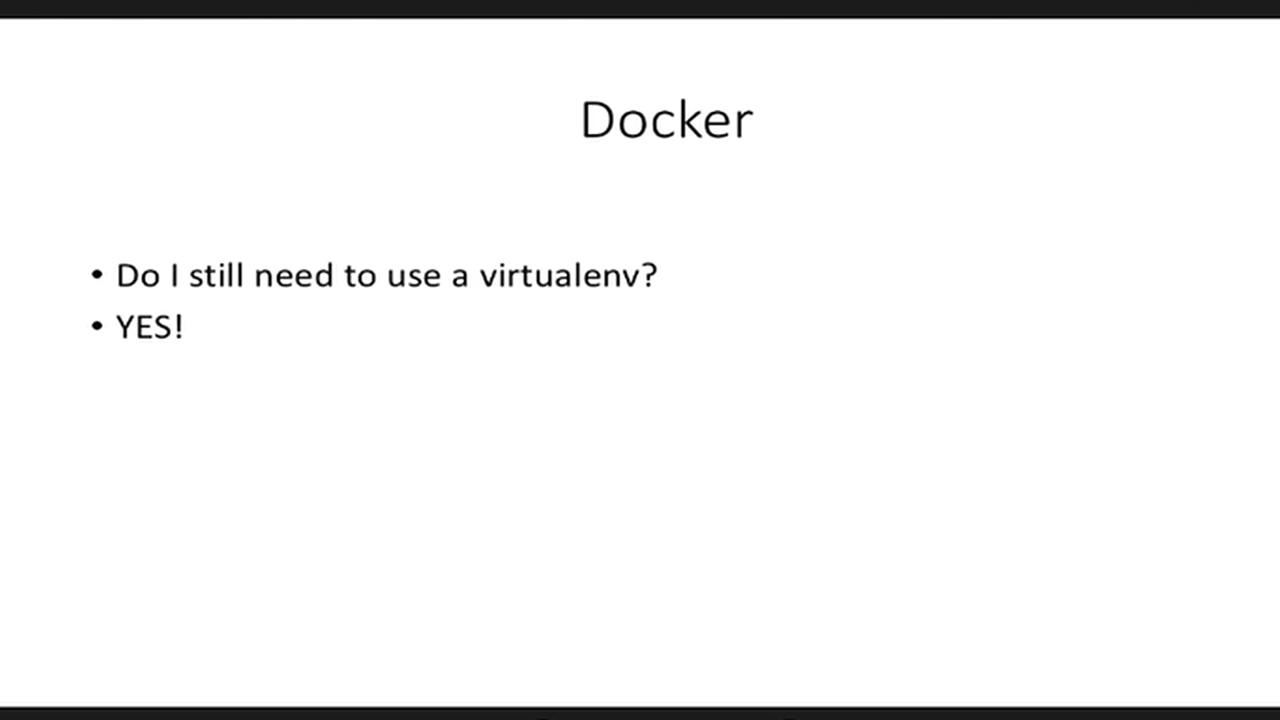 Docker
• Do I still need to use a virtualenv?
• YES!